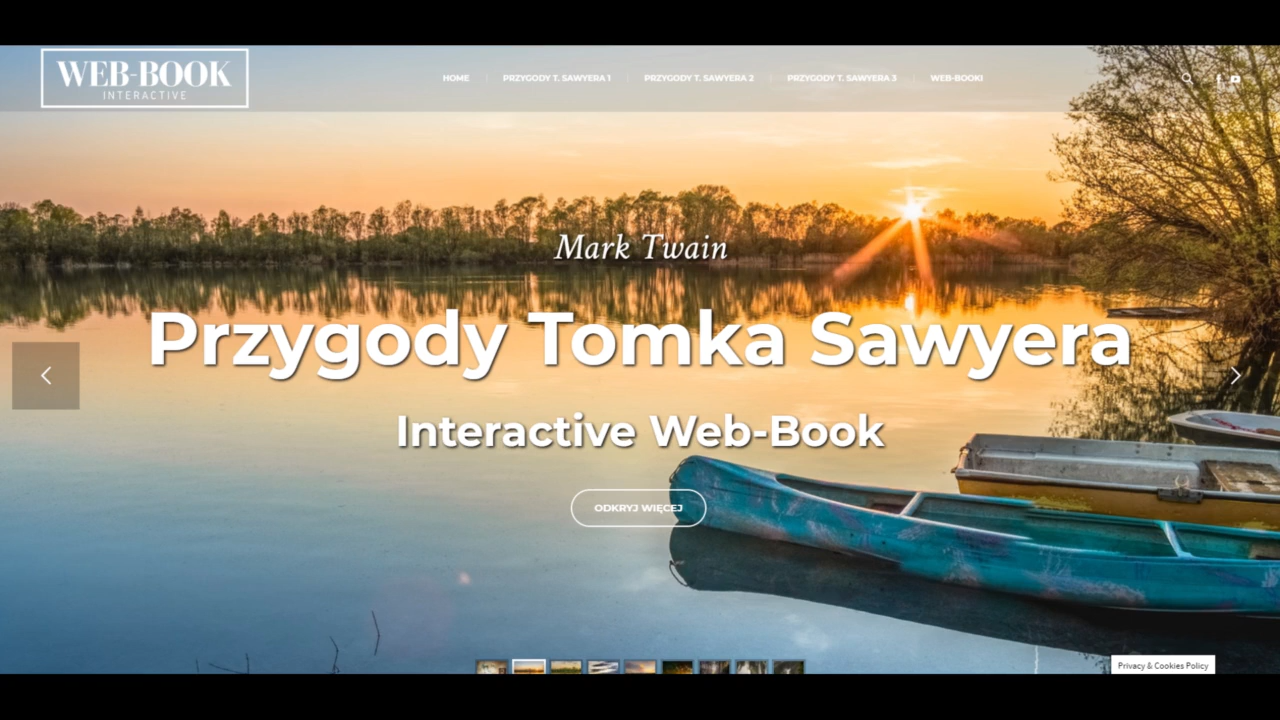 WEB-BOOK
INTERACTIVE
HOME
PRZYGODY T. SAWYERA 1
PRZYGODY T. SAWYERA 2
PRZYGODY T. SAWYERA 3
WEB-BOOKI
Mark Twain
Przygody Tomka Sawyera
Interactive Web-Book
ODKRYJ WIĘCEJ
Privacy & Cookies Policy